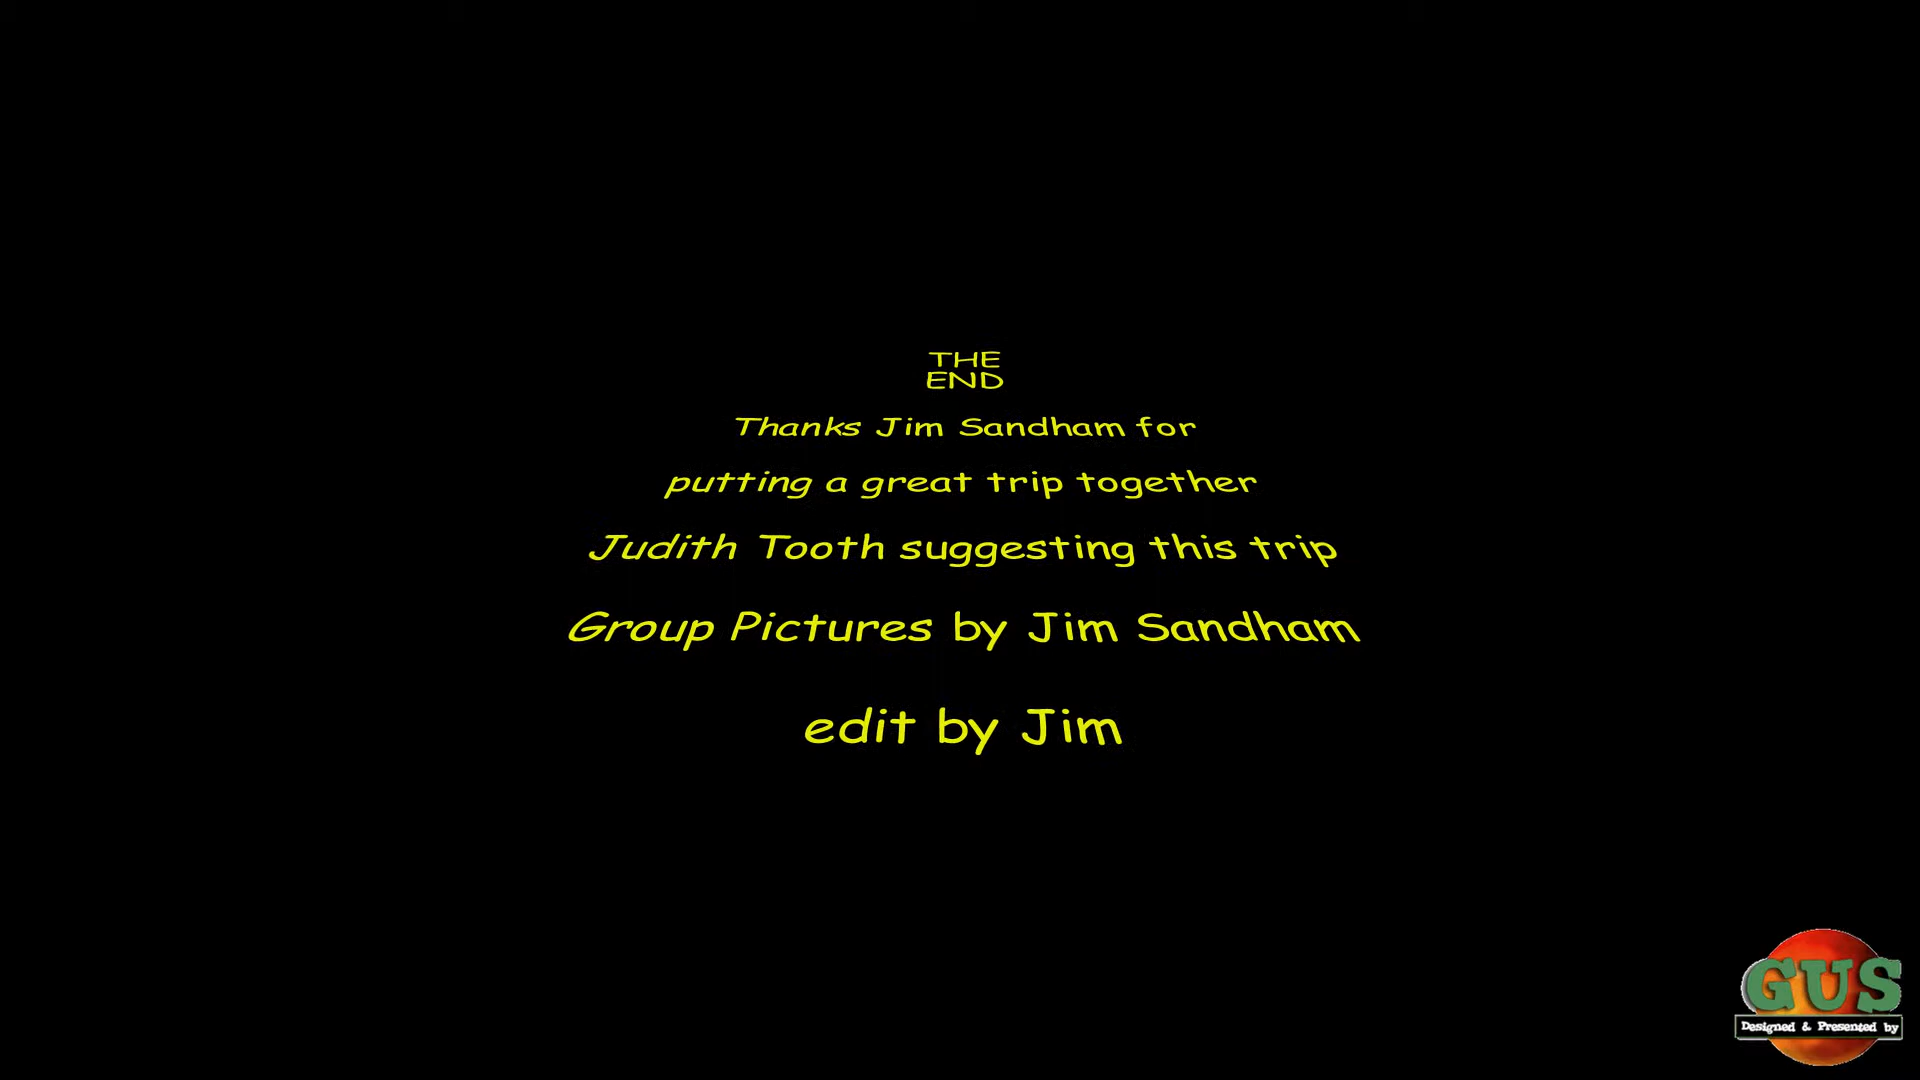 THE
END
Thanks Jim Sandham for
putting a great trip together
Judith Tooth suggesting this trip
Group Pictures by Jim Sandham
edit by Jim
GUS
Designed & Presented by